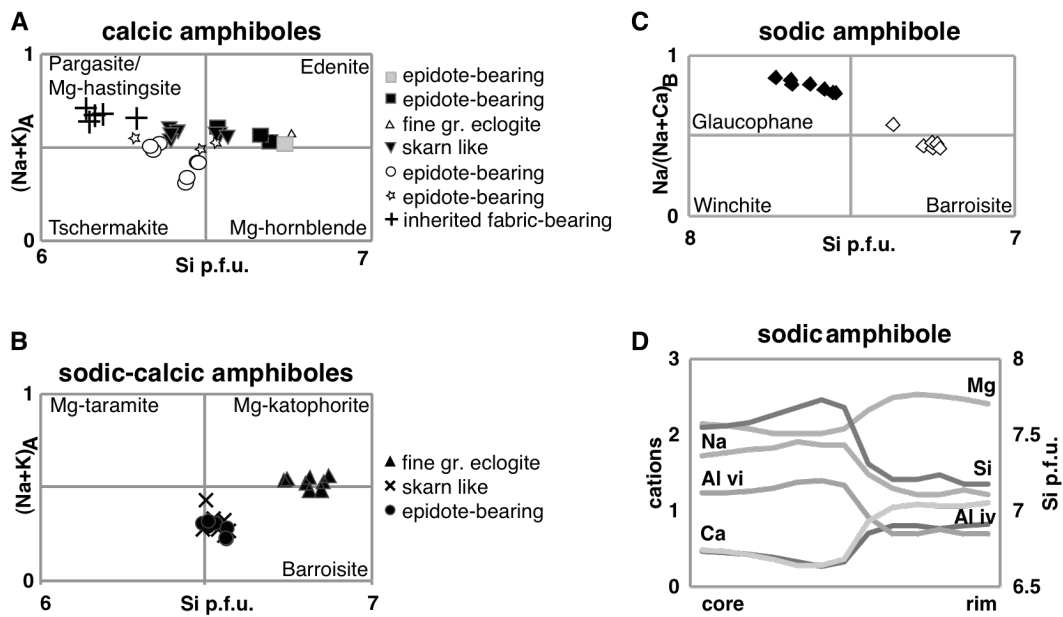 A
calcic amphiboles
1
(Na+K)A
0
Pargasite/
Mg-hastingsite
Edenite
Tschermakite
Mg-hornblende
6
Si p.f.u.
7
epidote-bearing
epidote-bearing
fine gr. eclogite
skarn like
epidote-bearing
epidote-bearing
inherited fabric-bearing
C
sodic amphibole
1
Na/(Na+Ca)B
0
Glaucophane
Winchite
Barroisite
8
Si p.f.u.
7
B
sodic-calcic amphiboles
1
(Na+K)A
0
Mg-taramite
Mg-katophorite
Barroisite
6
Si p.f.u.
7
fine gr. eclogite
skarn like
epidote-bearing
D
sodic amphibole
3
2
1
0
cations
8
7.5
7
6.5
Si p.f.u.
Mg
Na
Si
Al vi
Al iv
Ca
core
rim